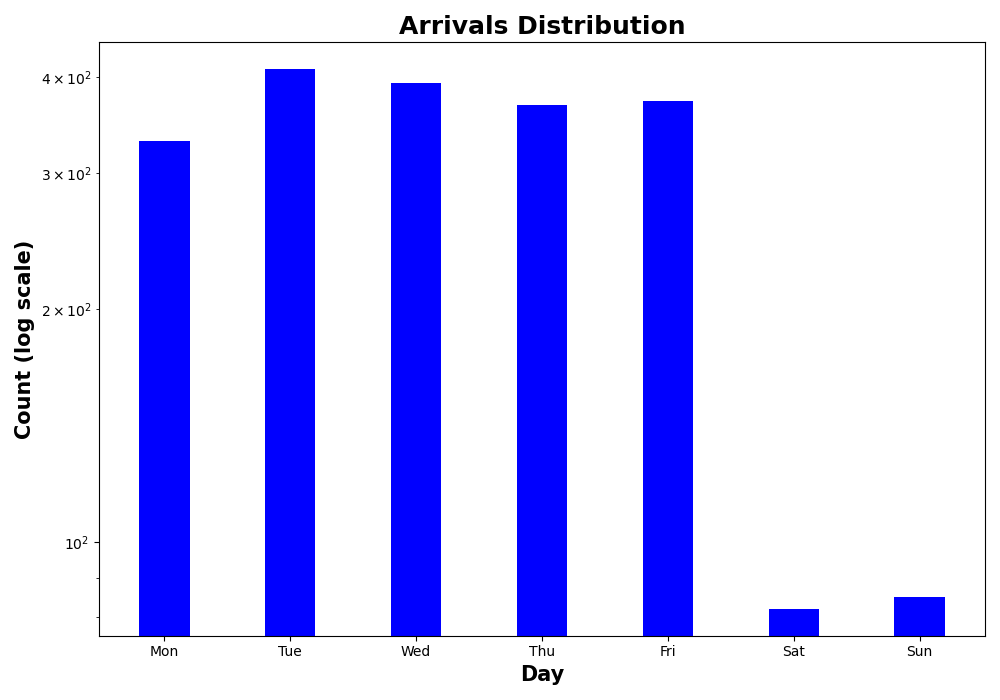 Arrivals Distribution
4 × 10²
3 × 10²
2 × 10²
10²
Count (log scale)
Mon Tue Wed Thu Fri Sat Sun
Day